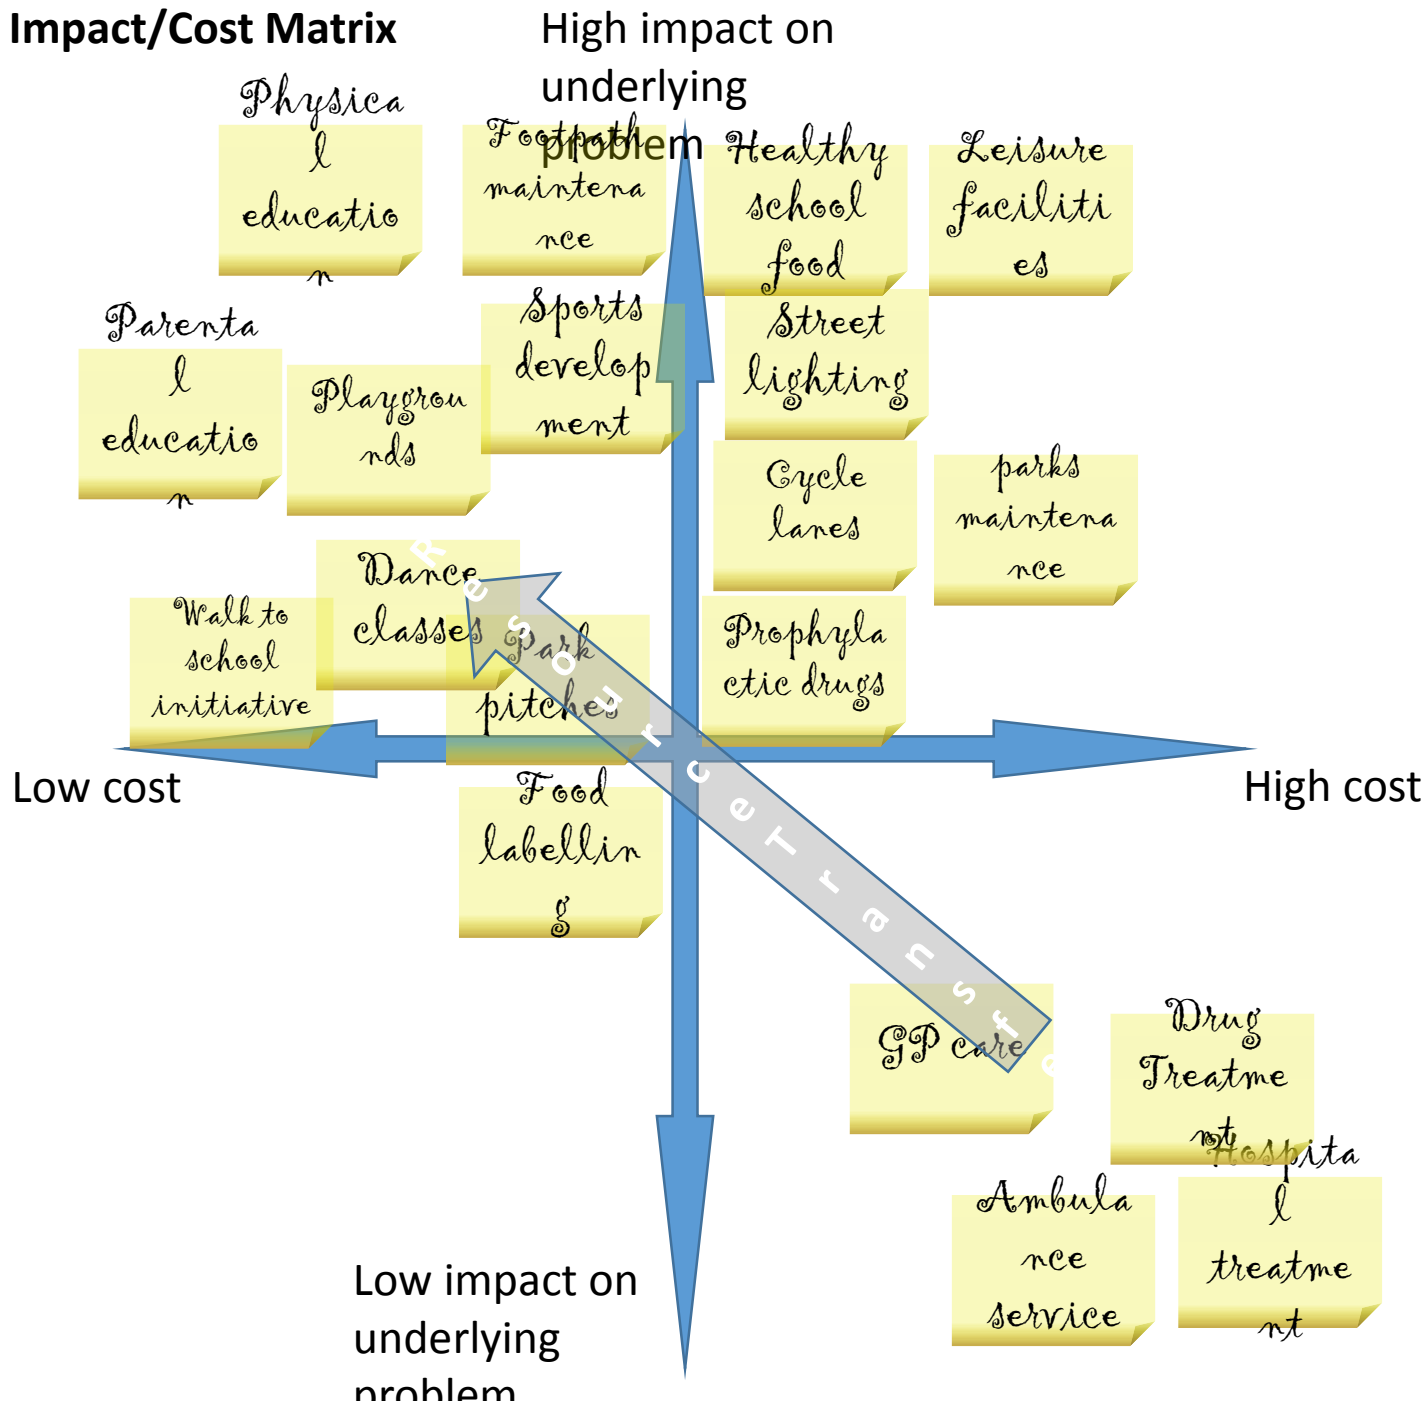 Impact/Cost Matrix
High impact on
underlying
problem
Physica
l
educatio
n
Footpath
maintena
nce
Healthy
school
food
Leisure
faciliti
es
Parenta
l
educatio
n
Playgrou
nds
Sports
develop
ment
Street
lighting
Cycle
lanes
parks
maintena
nce
Walk to
school
initiative
Dance
classes
Park
pitches
Prophyla
ctic drugs
Resource Transfe
Low cost
High cost
Food
labellin
g
GP care
Drug
Treatme
nt
Ambula
nce
service
Hospita
l
treatme
nt
Low impact on
underlying
problem